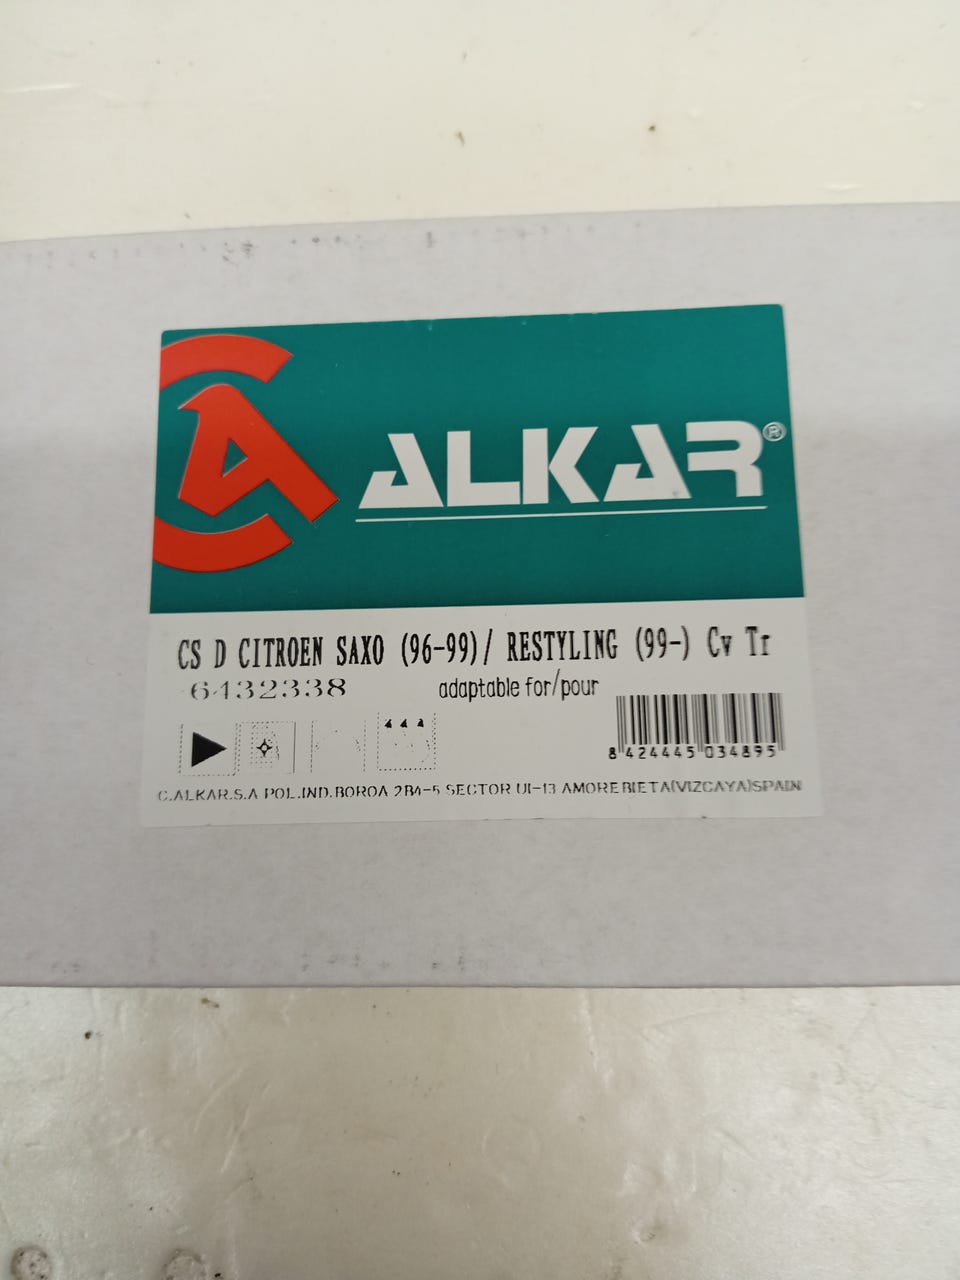 ALKAR®
CS D CITROEN SAXO (96-99)/ RESTYLING (99-) Cv Tr
6432338
adaptable for/pour
8 424445 034895
C.ALKAR.S.A POL.IND.BOROA 2B4-5 SECTOR UI-13 AMOREBIETA(VIZCAYA)SPAIN